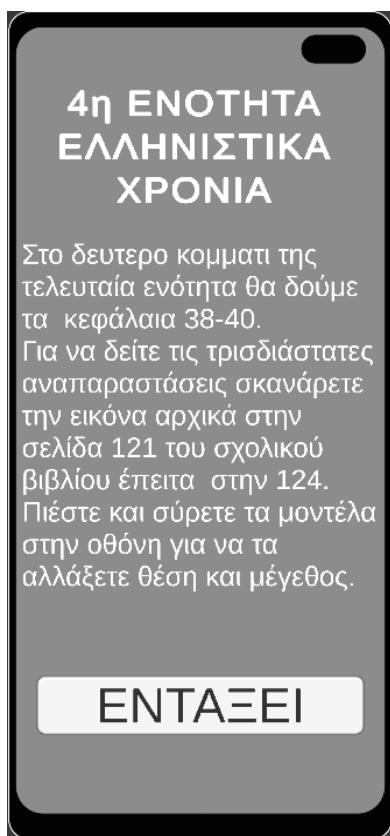 4η ΕΝΟΤΗΤΑ
ΕΛΛΗΝΙΣΤΙΚΑ
ΧΡΟΝΙΑ
Στο δευτερο κομματι της
τελευταία ενότητα θα δούμε
τα κεφάλαια 38-40.
Για να δείτε τις τρισδιάστατες
αναπαραστάσεις σκανάρετε
την εικόνα αρχικά στην
σελίδα 121 του σχολικού
βιβλίου έπειτα στην 124.
Πιέστε και σύρετε τα μοντέλα
στην οθόνη για να τα
αλλάξετε θέση και μέγεθος.
ΕΝΤΑΞΕΙ